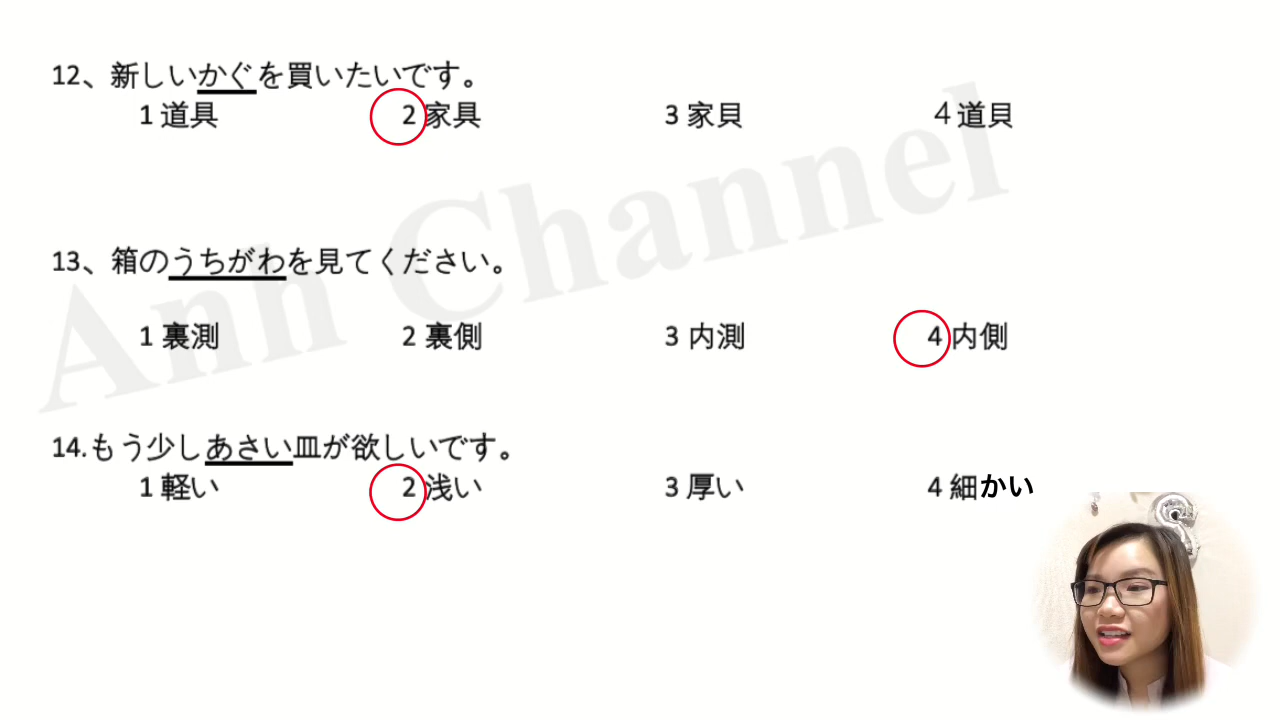 12、新しいかぐを買いたいです。
1 道具 2 家具 3 家貝 4 道貝
13、箱のうちがわを見てください。
1 裏測 2 裏側 3 内測 4 内側
14.もう少しあさい皿が欲しいです。
1 軽い 2 浅い 3 厚い 4 細かい
Anh Channel